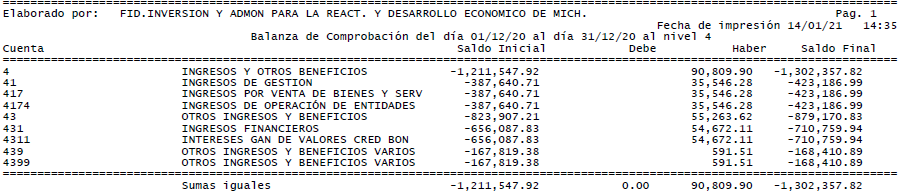 Elaborado por: FID.INVERSION Y ADMON PARA LA REACT. Y DESARROLLO ECONOMICO DE MICH. Pag. 1
Fecha de impresión 14/01/21 14:35
Balanza de Comprobación del día 01/12/20 al día 31/12/20 al nivel 4
Cuenta Saldo Inicial Debe Haber Saldo Final
4 INGRESOS Y OTROS BENEFICIOS -1,211,547.92 90,809.90 -1,302,357.82
41 INGRESOS DE GESTION -387,640.71 35,546.28 -423,186.99
417 INGRESOS POR VENTA DE BIENES Y SERV -387,640.71 35,546.28 -423,186.99
4174 INGRESOS DE OPERACIÓN DE ENTIDADES -387,640.71 35,546.28 -423,186.99
43 OTROS INGRESOS Y BENEFICIOS -823,907.21 55,263.62 -879,170.83
431 INGRESOS FINANCIEROS -656,087.83 54,672.11 -710,759.94
4311 INTERESES GAN DE VALORES CRED BON -656,087.83 54,672.11 -710,759.94
439 OTROS INGRESOS Y BENEFICIOS VARIOS -167,819.38 591.51 -168,410.89
4399 OTROS INGRESOS Y BENEFICIOS VARIOS -167,819.38 591.51 -168,410.89
Sumas iguales -1,211,547.92 0.00 90,809.90 -1,302,357.82